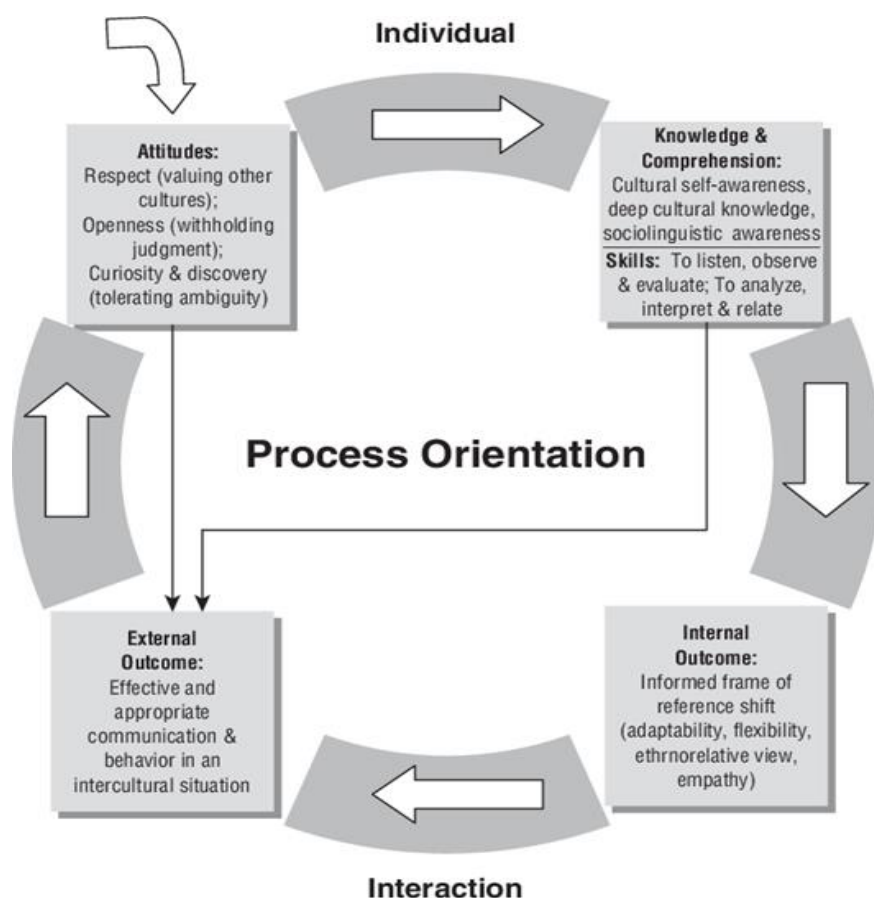 Individual
Attitudes:
Respect (valuing other
cultures);
Openness (withholding
judgment);
Curiosity & discovery
(tolerating ambiguity)
Knowledge &
Comprehension:
Cultural self-awareness,
deep cultural knowledge,
sociolinguistic awareness
Skills: To listen, observe
& evaluate; To analyze,
interpret & relate
Process Orientation
External
Outcome:
Effective and
appropriate
communication &
behavior in an
intercultural situation
Internal
Outcome:
Informed frame of
reference shift
(adaptability, flexibility,
ethrnorelative view,
empathy)
Interaction